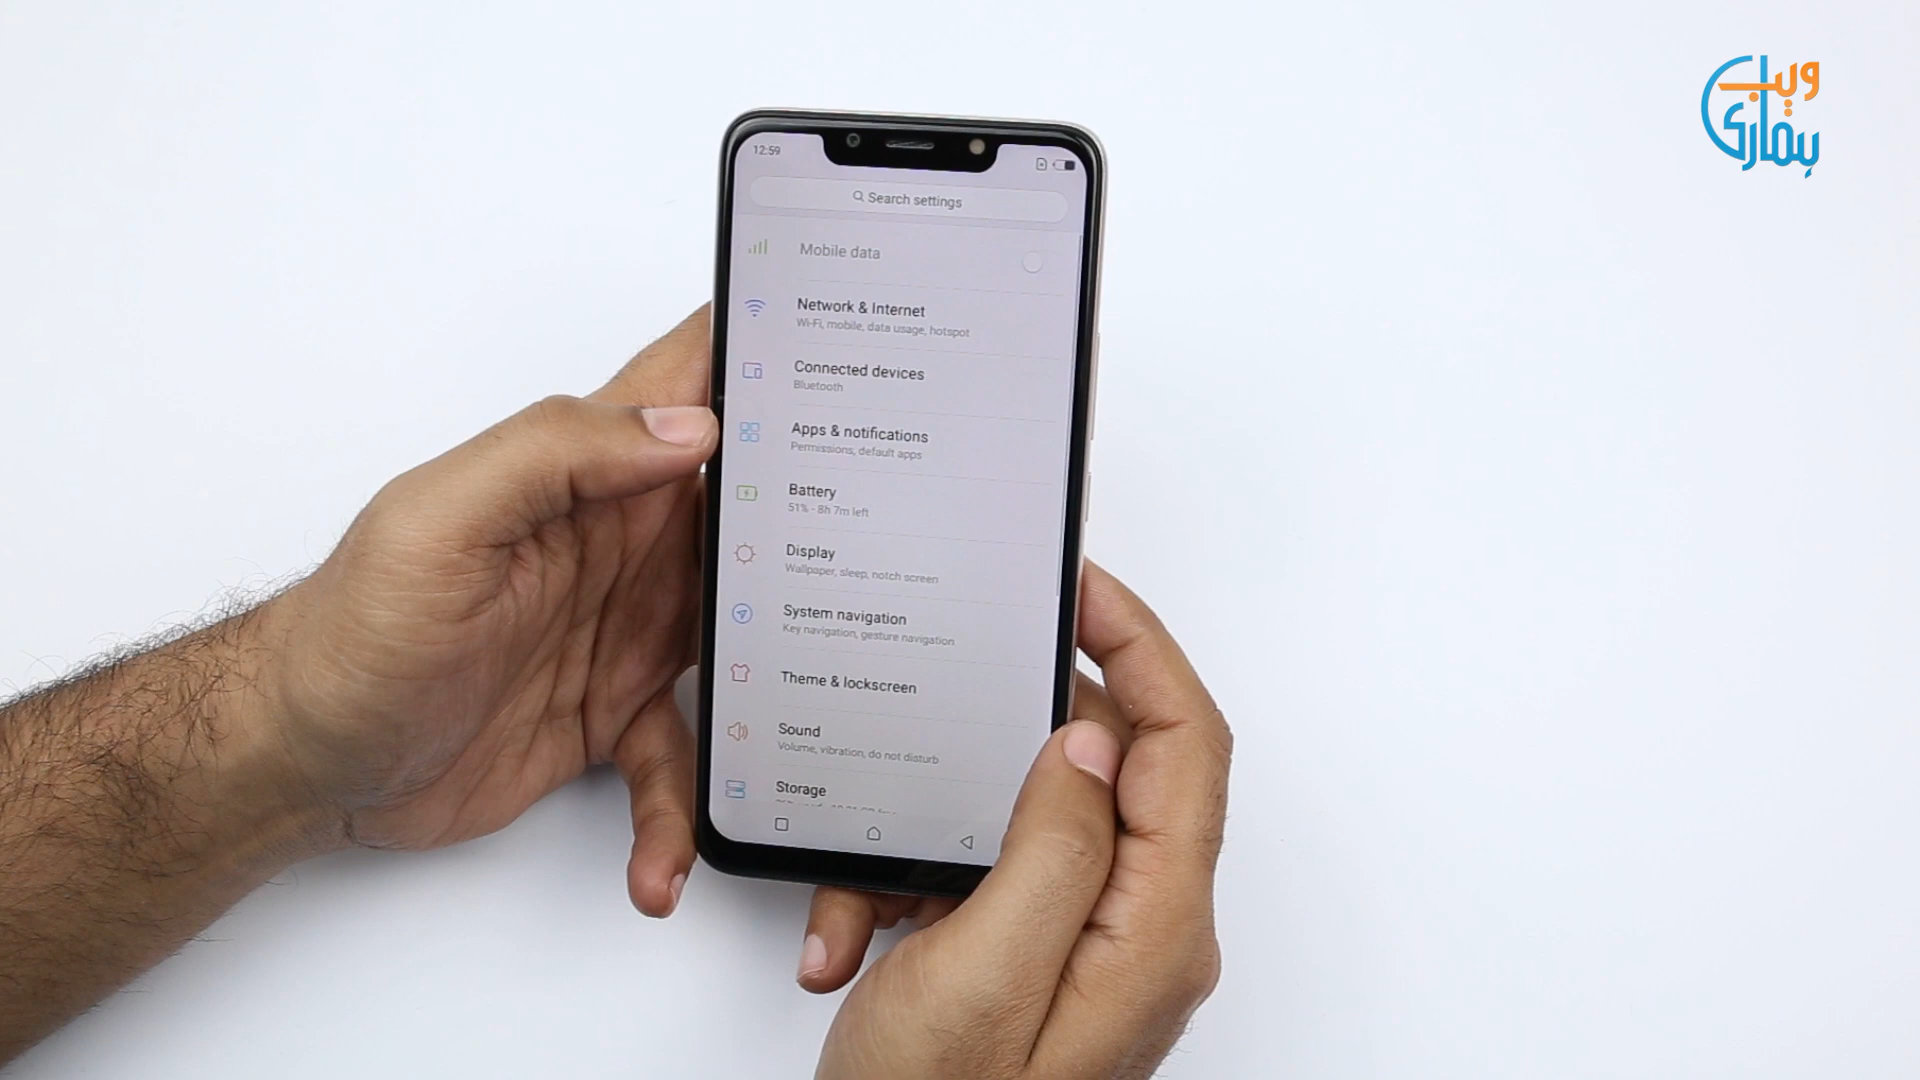 ویب
ہماری
12:59
Search settings
Mobile data
Network & Internet
Wi-Fi, mobile, data usage, hotspot
Connected devices
Bluetooth
Apps & notifications
Permissions, default apps
Battery
51% - 8h 7m left
Display
Wallpaper, sleep, notch screen
System navigation
Key navigation, gesture navigation
Theme & lockscreen
Sound
Volume, vibration, do not disturb
Storage